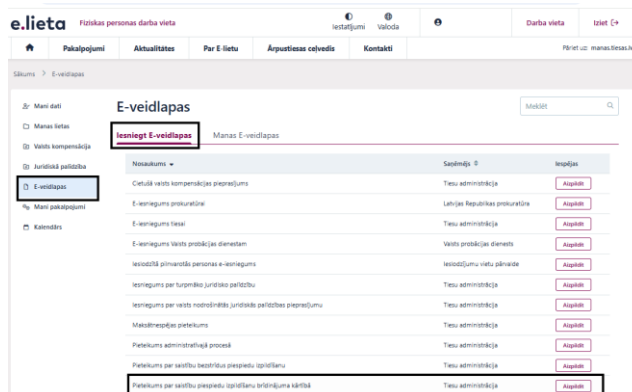 e.lieta Fiziskas personas darba vieta Iestatījumi Valoda Darba vieta Iziet
Pakalpojumi Aktualitātes Par E-lietu Ārpustiesas ceļvedis Kontakti Pāriet uz: manas.tiesas.lv
Sākums > E-veidlapas
Mani dati
Manas lietas
Valsts kompensācija
Juridiskā palīdzība
E-veidlapas
Mani pakalpojumi
Kalendārs
E-veidlapas Meklēt
Iesniegt E-veidlapas Manas E-veidlapas
Nosaukums Saņēmējs Iespējas
Cietušā valsts kompensācijas pieprasījums Tiesu administrācija Aizpildīt
E-iesniegums prokuratūrai Latvijas Republikas prokuratūra Aizpildīt
E-iesniegums tiesai Tiesu administrācija Aizpildīt
E-iesniegums Valsts probācijas dienestam Valsts probācijas dienests Aizpildīt
Ieslodzītā pilnvarotās personas e-iesniegums Ieslodzījumu vietu pārvalde Aizpildīt
Iesniegums par turpmāko juridisko palīdzību Tiesu administrācija Aizpildīt
Iesniegums par valsts nodrošinātās juridiskās palīdzības pieprasījumu Tiesu administrācija Aizpildīt
Maksātnespējas pieteikums Tiesu administrācija Aizpildīt
Pieteikums administratīvajā procesā Tiesu administrācija Aizpildīt
Pieteikums par saistību bezstrīdus piespiedu izpildīšanu Tiesu administrācija Aizpildīt
Pieteikums par saistību piespiedu izpildīšanu brīdinājuma kārtībā Tiesu administrācija Aizpildīt